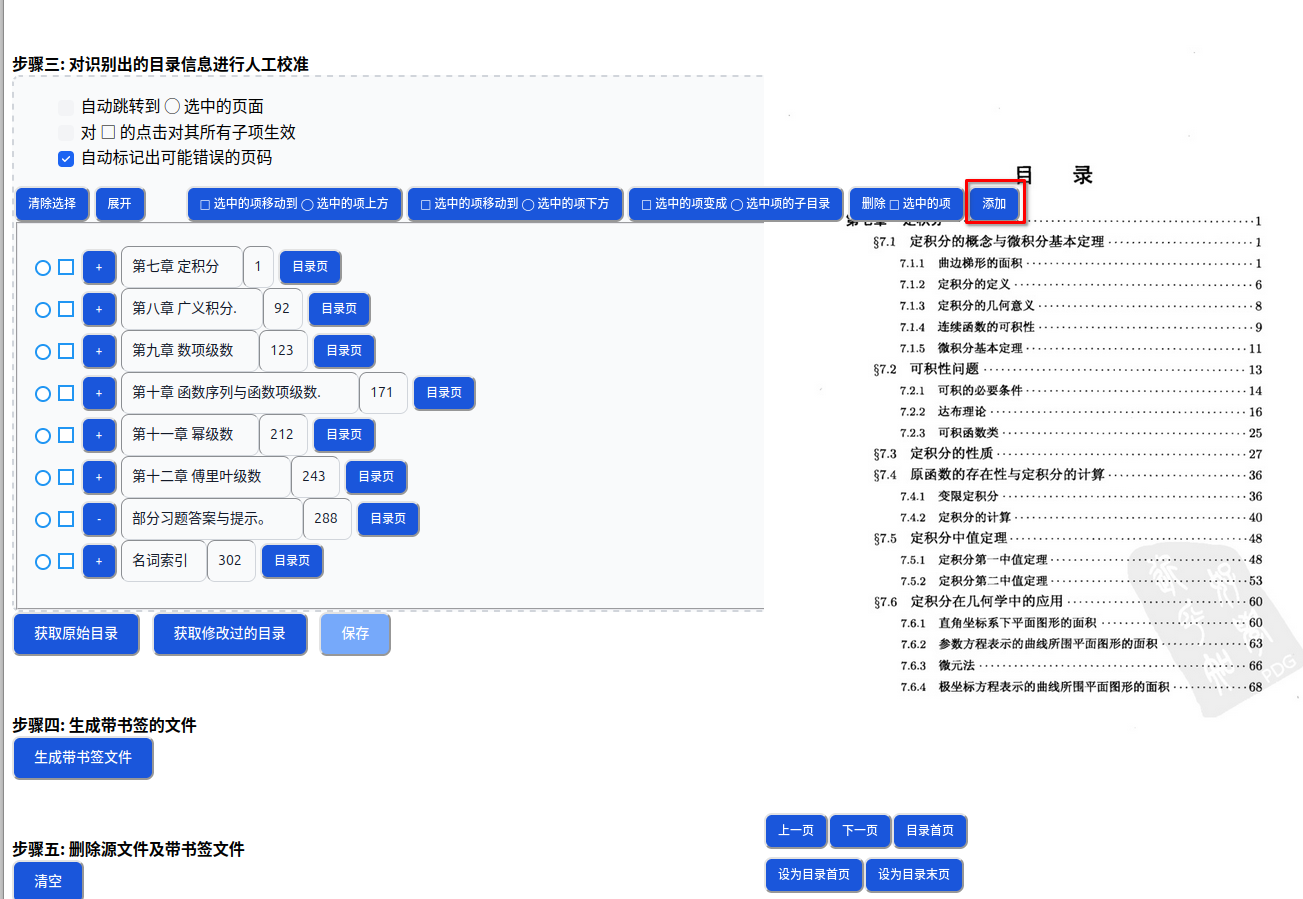 步骤三: 对识别出的目录信息进行人工校准
自动跳转到 ○ 选中的页面
对 □ 的点击对其所有子项生效
自动标记出可能错误的页码
清除选择 展开 □ 选中的项移动到 ○ 选中的项上方 □ 选中的项移动到 ○ 选中的项下方 □ 选中的项变成 ○ 选中项的子目录 删除 □ 选中的项 添加
+ 第七章 定积分 1 目录页
+ 第八章 广义积分. 92 目录页
+ 第九章 数项级数 123 目录页
+ 第十章 函数序列与函数项级数. 171 目录页
+ 第十一章 幂级数 212 目录页
+ 第十二章 傅里叶级数 243 目录页
- 部分习题答案与提示。 288 目录页
+ 名词索引 302 目录页
获取原始目录 获取修改过的目录 保存
步骤四: 生成带书签的文件
生成带书签文件
步骤五: 删除源文件及带书签文件
清空
目 录
第七章 定积分 ··· 1
§7.1 定积分的概念与微积分基本定理 ··· 1
7.1.1 曲边梯形的面积 ··· 1
7.1.2 定积分的定义 ··· 6
7.1.3 定积分的几何意义 ··· 8
7.1.4 连续函数的可积性 ··· 9
7.1.5 微积分基本定理 ··· 11
§7.2 可积性问题 ··· 13
7.2.1 可积的必要条件 ··· 14
7.2.2 达布理论 ··· 16
7.2.3 可积函数类 ··· 25
§7.3 定积分的性质 ··· 27
§7.4 原函数的存在性与定积分的计算 ··· 36
7.4.1 变限定积分 ··· 36
7.4.2 定积分的计算 ··· 40
§7.5 定积分中值定理 ··· 48
7.5.1 定积分第一中值定理 ··· 48
7.5.2 定积分第二中值定理 ··· 53
§7.6 定积分在几何学中的应用 ··· 60
7.6.1 直角坐标系下平面图形的面积 ··· 60
7.6.2 参数方程表示的曲线所围平面图形的面积 ··· 63
7.6.3 微元法 ··· 66
7.6.4 极坐标方程表示的曲线所围平面图形的面积 ··· 68
PDG
上一页 下一页 目录首页
设为目录首页 设为目录末页